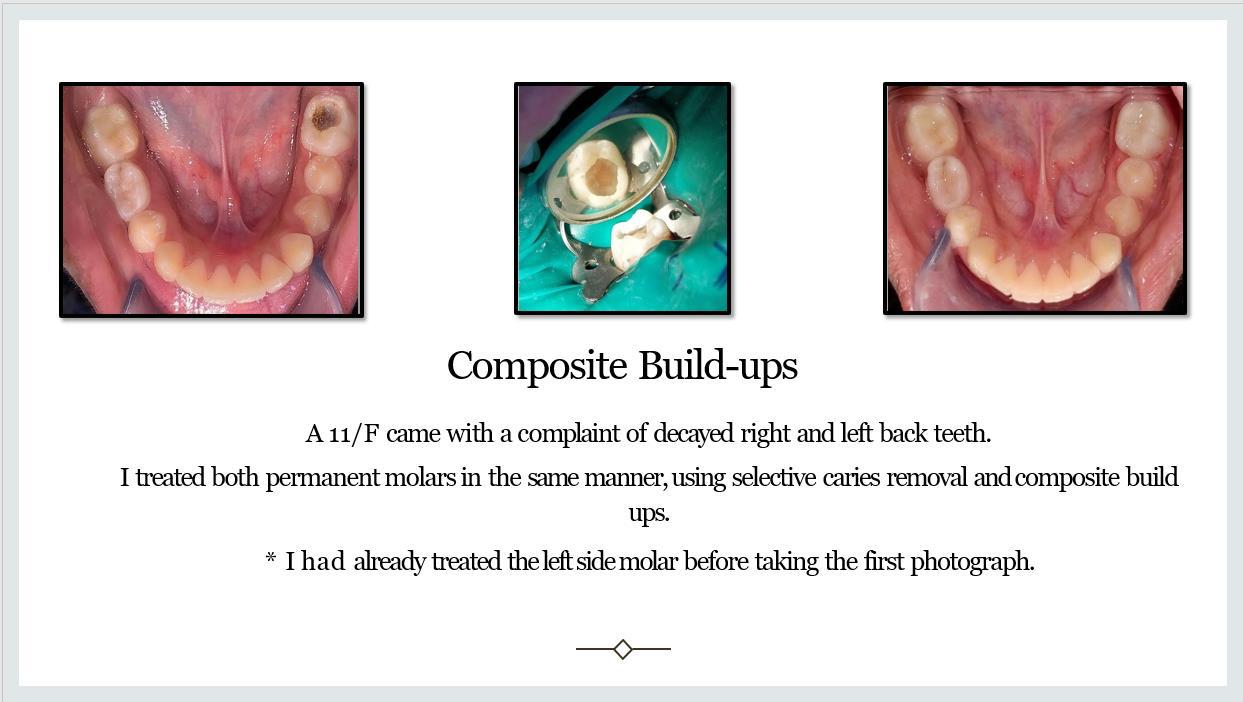 Composite Build-ups
A 11/F came with a complaint of decayed right and left back teeth.
I treated both permanent molars in the same manner, using selective caries removal and composite build
ups.
* I had already treated the left side molar before taking the first photograph.